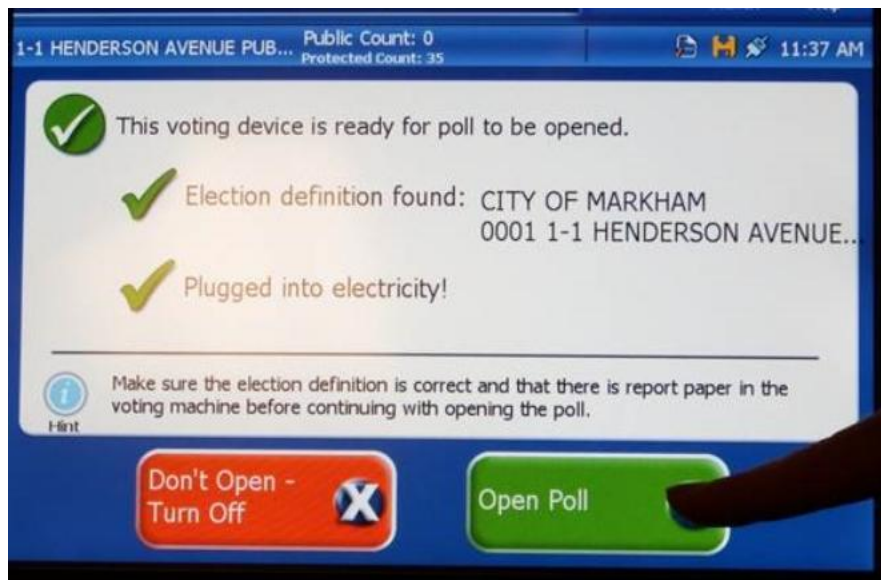 1-1 HENDERSON AVENUE PUB...
Public Count: 0
Protected Count: 35
11:37 AM
This voting device is ready for poll to be opened.
Election definition found: CITY OF MARKHAM
0001 1-1 HENDERSON AVENUE...
Plugged into electricity!
Make sure the election definition is correct and that there is report paper in the
voting machine before continuing with opening the poll.
Hint
Don't Open -
Turn Off
X
Open Poll